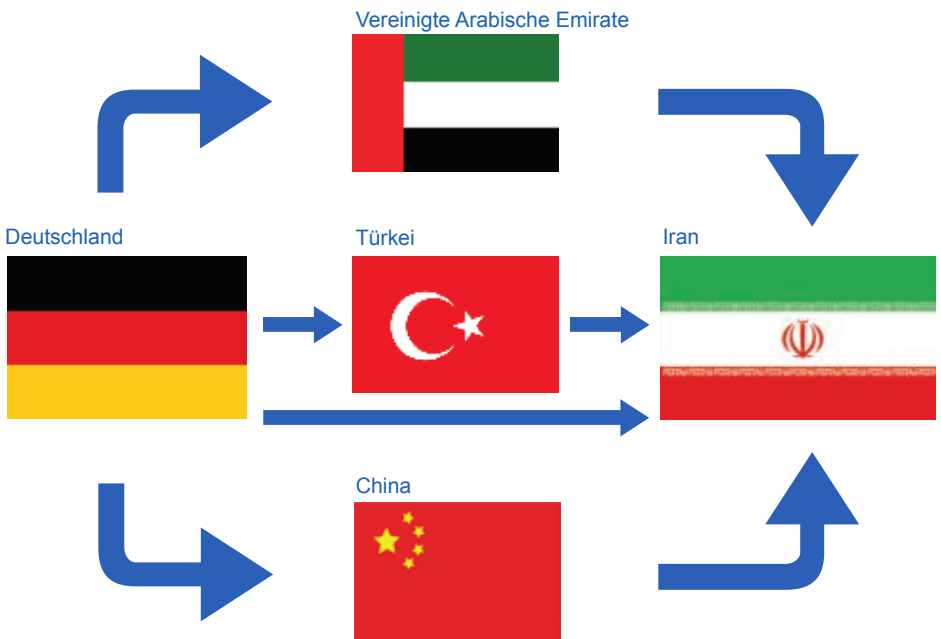 Vereinigte Arabische Emirate
Deutschland
Türkei
Iran
China